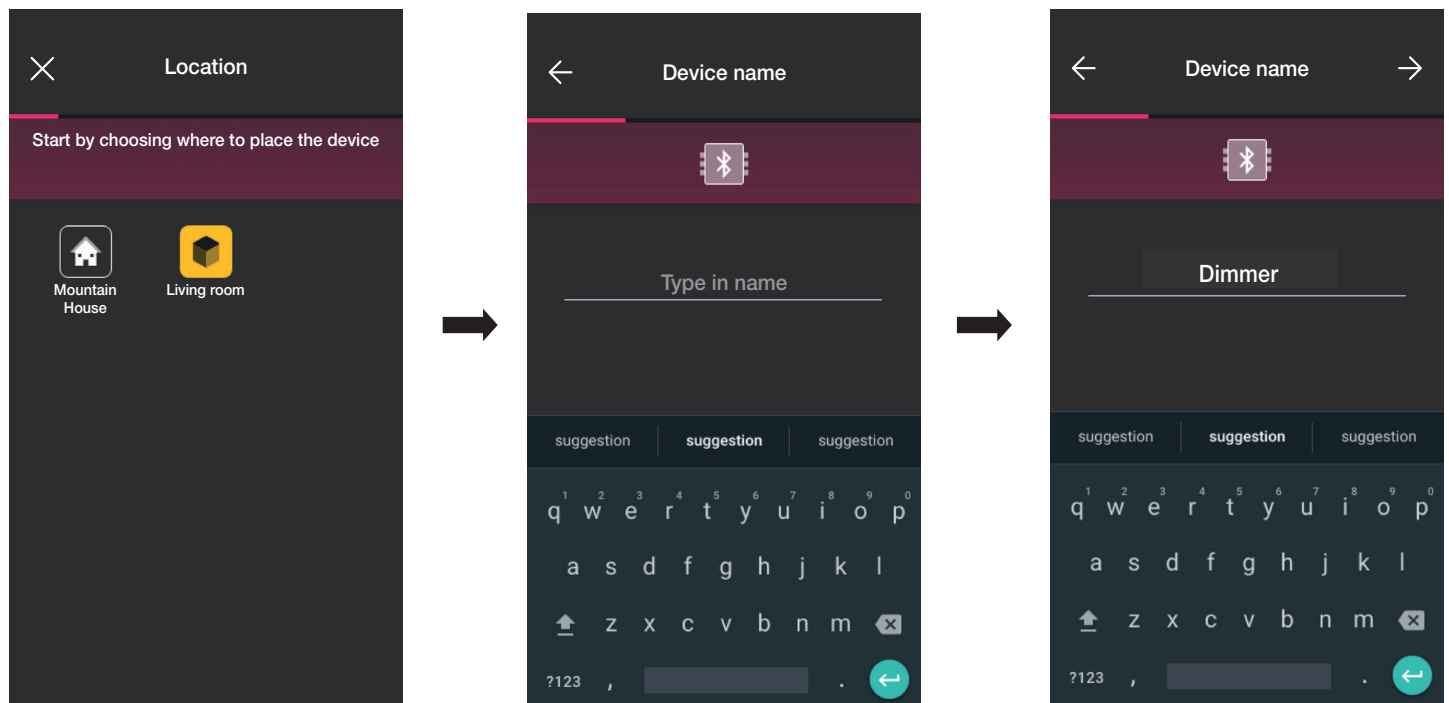 Location
Start by choosing where to place the device
Mountain
House
Living room
Device name
Type in name
suggestion suggestion suggestion
1 2 3 4 5 6 7 8 9 0
q w e r t y u i o p
a s d f g h j k l
z x c v b n m
?123 , .
Device name
Dimmer
suggestion suggestion suggestion
1 2 3 4 5 6 7 8 9 0
q w e r t y u i o p
a s d f g h j k l
z x c v b n m
?123 , .